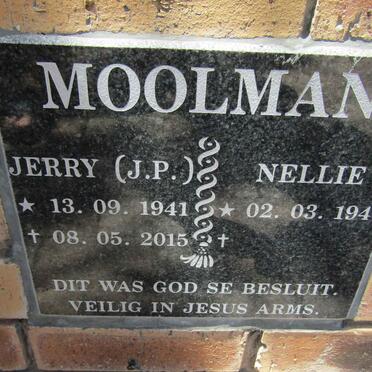 MOOLMAN
JERRY (J.P.) NELLIE
★ 13. 09. 1941 ★ 02. 03. 194
† 08. 05. 2015 †
DIT WAS GOD SE BESLUIT.
VEILIG IN JESUS ARMS.